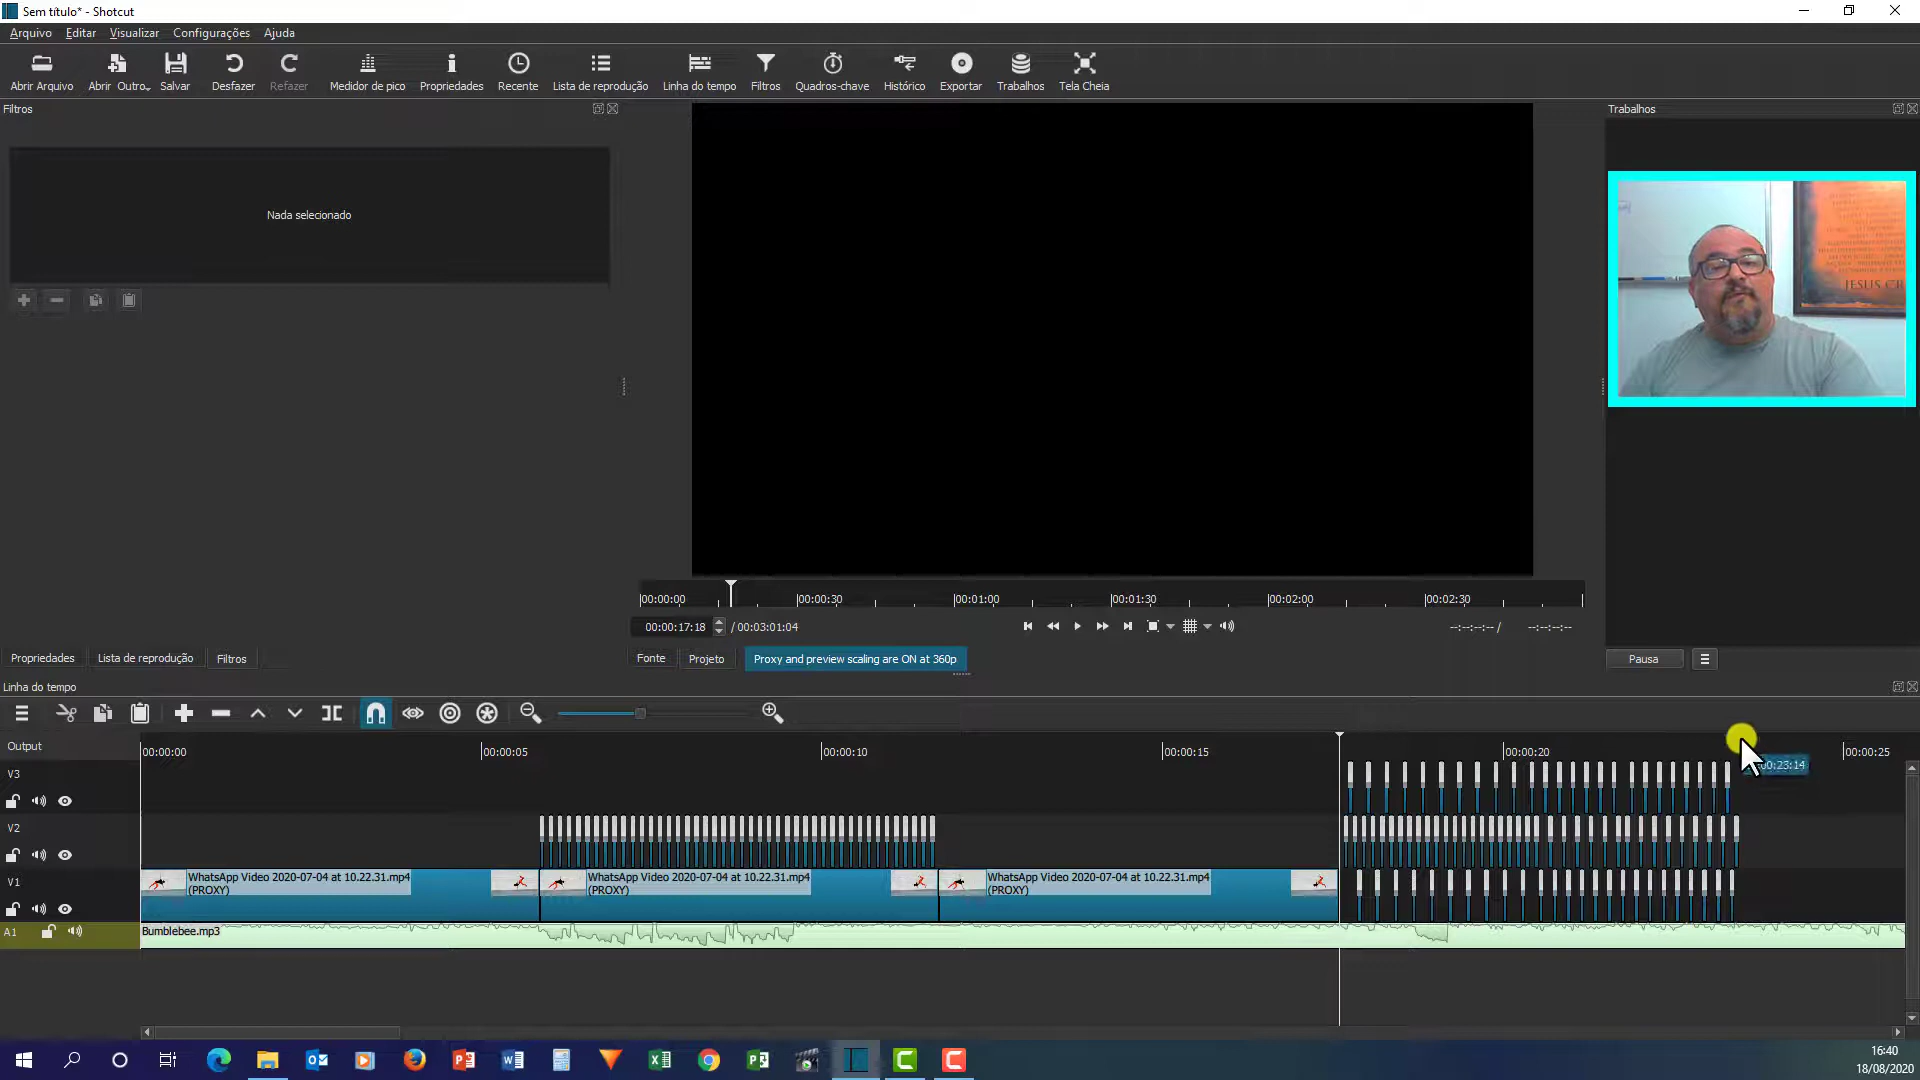 Sem título* - Shotcut
Arquivo Editar Visualizar Configurações Ajuda
Abrir Arquivo Abrir Outro Salvar Desfazer Refazer Medidor de pico Propriedades Recente Lista de reprodução Linha do tempo Filtros Quadros-chave Histórico Exportar Trabalhos Tela Cheia
Filtros
Trabalhos
Nada selecionado
JESUS CR
00:00:00 00:00:30 00:01:00 00:01:30 00:02:00 00:02:30
00:00:17:18 / 00:03:01:04 --:--:--:-- / --:--:--:--
Propriedades Lista de reprodução Filtros
Fonte Projeto Proxy and preview scaling are ON at 360p
Pausa
Linha do tempo
Output
00:00:00 00:00:05 00:00:10 00:00:15 00:00:20 00:00:25
00:23:14
V3
V2
V1
WhatsApp Video 2020-07-04 at 10.22.31.mp4
(PROXY)
WhatsApp Video 2020-07-04 at 10.22.31.mp4
(PROXY)
WhatsApp Video 2020-07-04 at 10.22.31.mp4
(PROXY)
A1
Bumblebee.mp3
16:40
18/08/2020